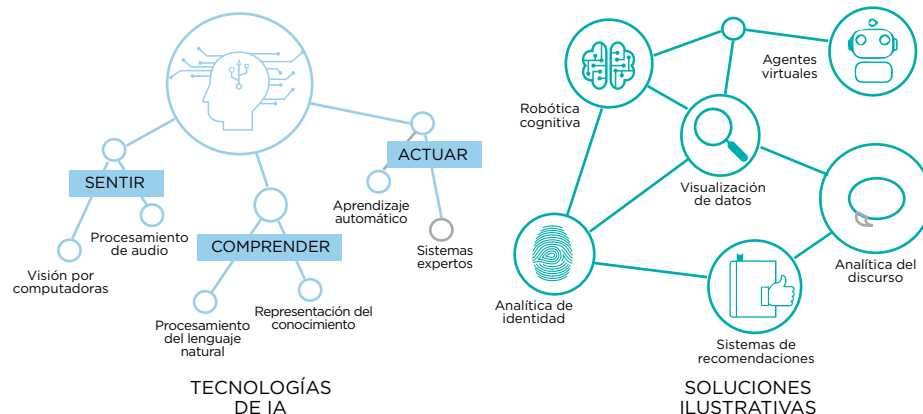 SENTIR
Visión por
computadoras
Procesamiento
de audio
COMPRENDER
Procesamiento
del lenguaje
natural
Representación del
conocimiento
ACTUAR
Aprendizaje
automático
Sistemas
expertos
TECNOLOGÍAS
DE IA
Robótica
cognitiva
Agentes
virtuales
Visualización
de datos
Analítica de
identidad
Sistemas de
recomendaciones
Analítica del
discurso
SOLUCIONES
ILUSTRATIVAS